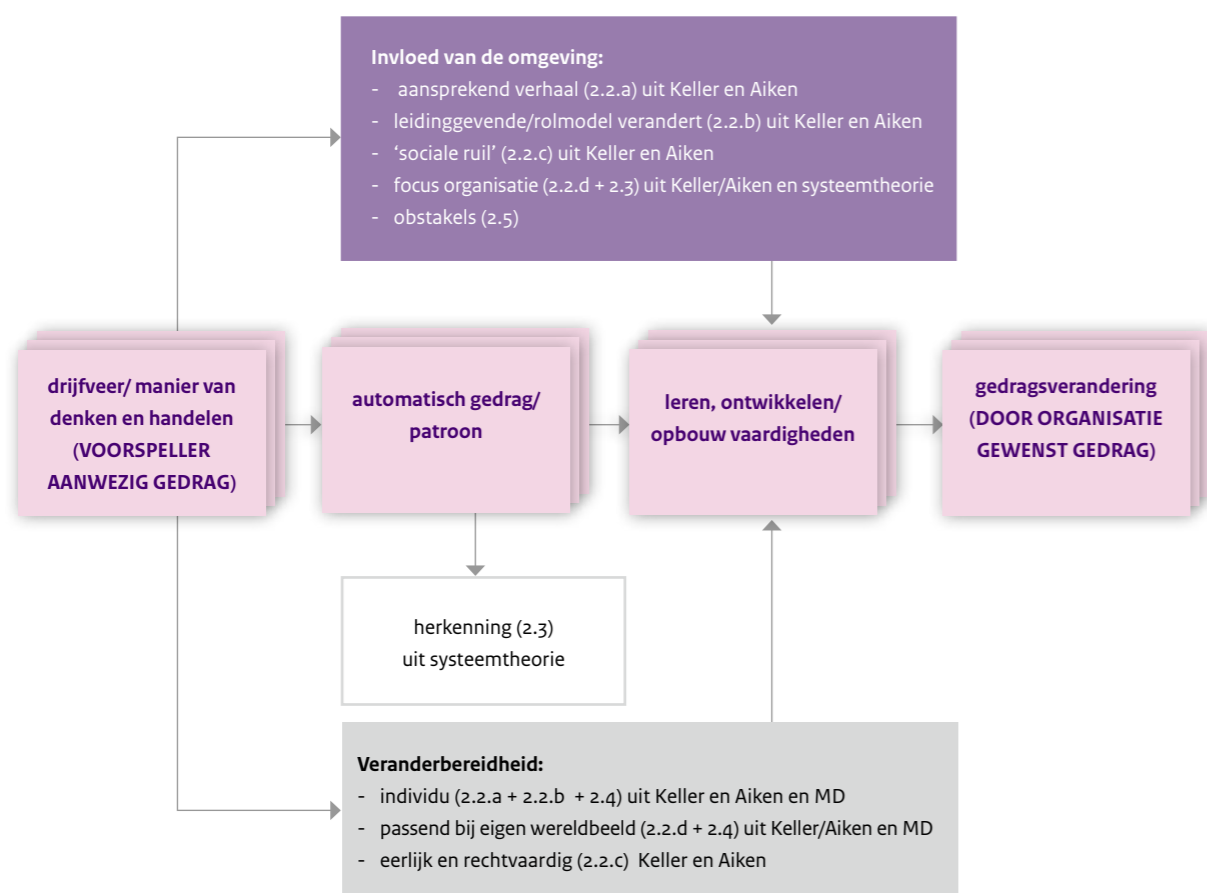 Invloed van de omgeving:
- aansprekend verhaal (2.2.a) uit Keller en Aiken
- leidinggevende/rolmodel verandert (2.2.b) uit Keller en Aiken
- ‘sociale ruil’ (2.2.c) uit Keller en Aiken
- focus organisatie (2.2.d + 2.3) uit Keller/Aiken en systeemtheorie
- obstakels (2.5)
drijfveer/ manier van
denken en handelen
(VOORSPELLER
AANWEZIG GEDRAG)
automatisch gedrag/
patroon
leren, ontwikkelen/
opbouw vaardigheden
gedragsverandering
(DOOR ORGANISATIE
GEWENST GEDRAG)
herkenning (2.3)
uit systeemtheorie
Veranderbereidheid:
- individu (2.2.a + 2.2.b + 2.4) uit Keller en Aiken en MD
- passend bij eigen wereldbeeld (2.2.d + 2.4) uit Keller/Aiken en MD
- eerlijk en rechtvaardig (2.2.c) Keller en Aiken